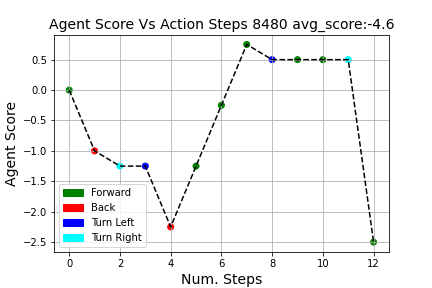 Agent Score Vs Action Steps 8480 avg_score:-4.6
Agent Score
0.5
0.0
−0.5
−1.0
−1.5
−2.0
−2.5
Forward
Back
Turn Left
Turn Right
0 2 4 6 8 10 12
Num. Steps